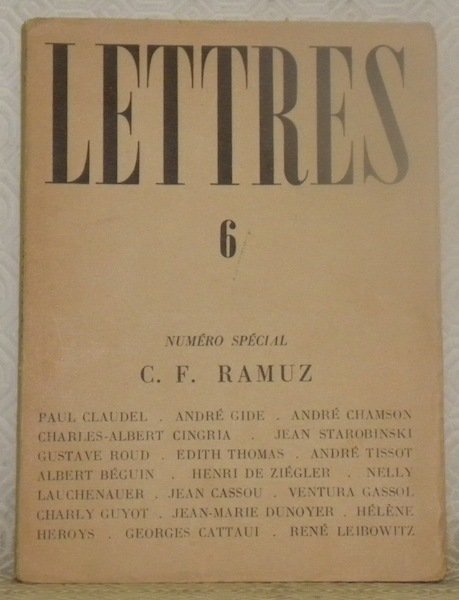 LETTRES
6
NUMÉRO SPÉCIAL
C. F. RAMUZ
PAUL CLAUDEL . ANDRÉ GIDE . ANDRÉ CHAMSON
CHARLES-ALBERT CINGRIA . JEAN STAROBINSKI
GUSTAVE ROUD . EDITH THOMAS . ANDRÉ TISSOT
ALBERT BÉGUIN . HENRI DE ZIÉGLER . NELLY
LAUCHENAUER . JEAN CASSOU . VENTURA GASSOL
CHARLY GUYOT . JEAN-MARIE DUNOYER . HÉLÈNE
HEROYS . GEORGES CATTAUI . RENÉ LEIBOWITZ